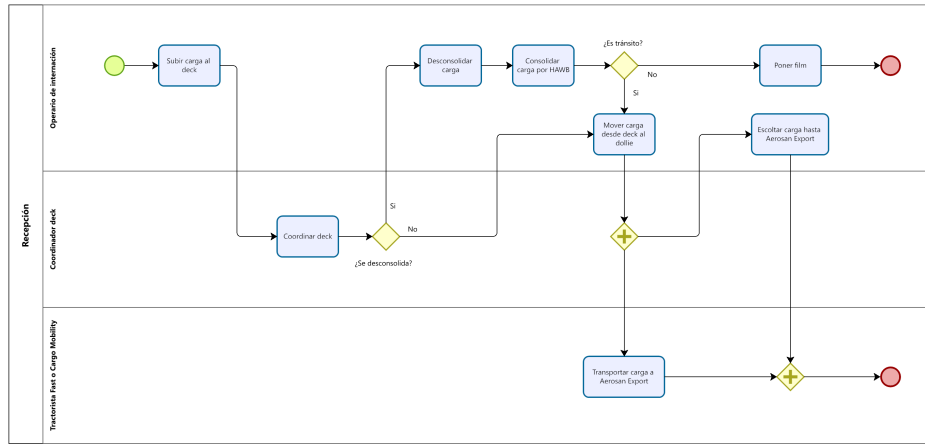 Recepción
Operario de internación
Subir carga al
deck
Desconsolidar
carga
Consolidar
carga por HAWB
¿Es tránsito?
No
Si
Poner film
Mover carga
desde deck al
dollie
Escoltar carga hasta
Aerosan Export
Coordinador deck
Coordinar deck
Si
No
¿Se desconsolida?
Tractorista Fast o Cargo Mobility
Transportar carga a
Aerosan Export